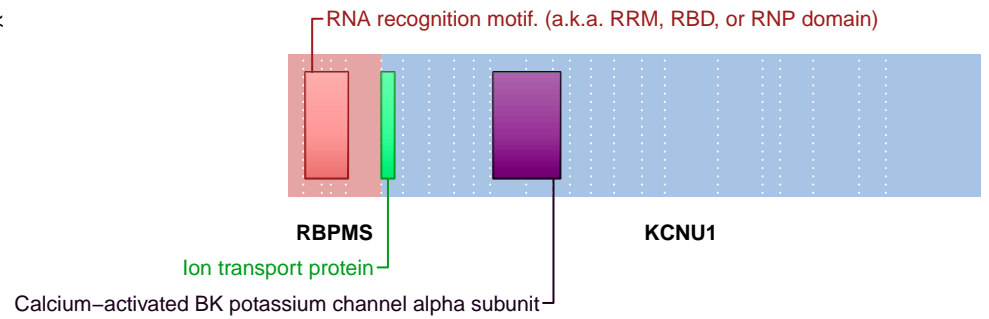 RNA recognition motif. (a.k.a. RRM, RBD, or RNP domain)
RBPMS
KCNU1
Ion transport protein
Calcium−activated BK potassium channel alpha subunit